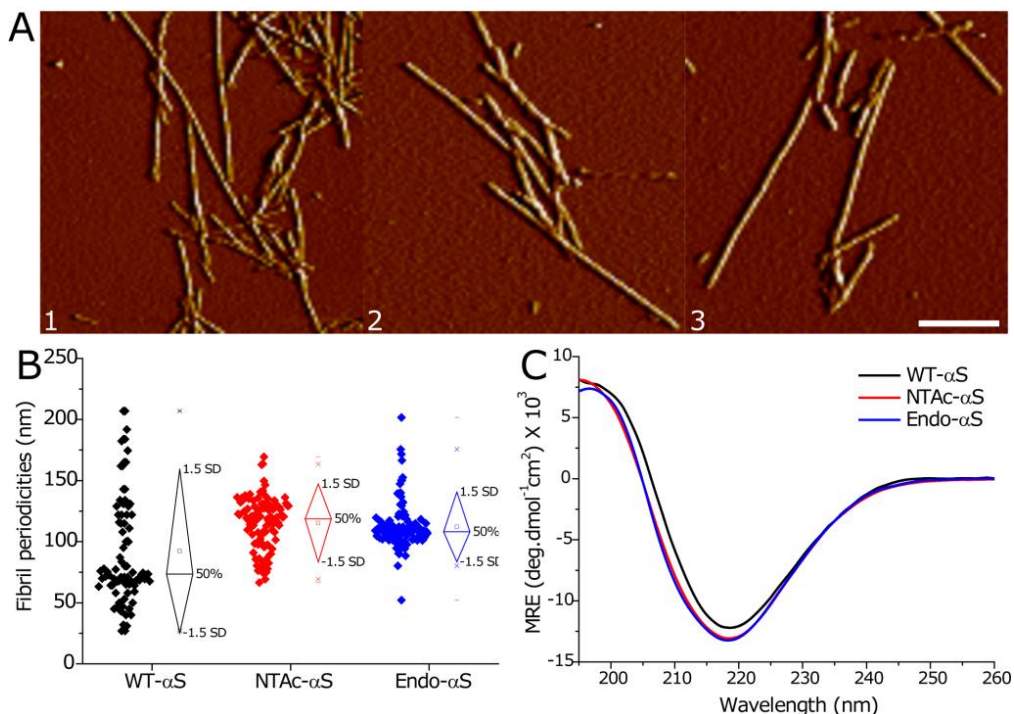 A
1
2
3
B
Fibril periodicities (nm)
250
200
150
100
50
0
1.5 SD
50%
-1.5 SD
1.5 SD
50%
-1.5 SD
1.5 SD
50%
-1.5 SD
WT-αS
NTAc-αS
Endo-αS
C
MRE (deg.dmol⁻¹cm²) X 10³
10
5
0
-5
-10
-15
WT-αS
NTAc-αS
Endo-αS
200
210
220
230
240
250
260
Wavelength (nm)